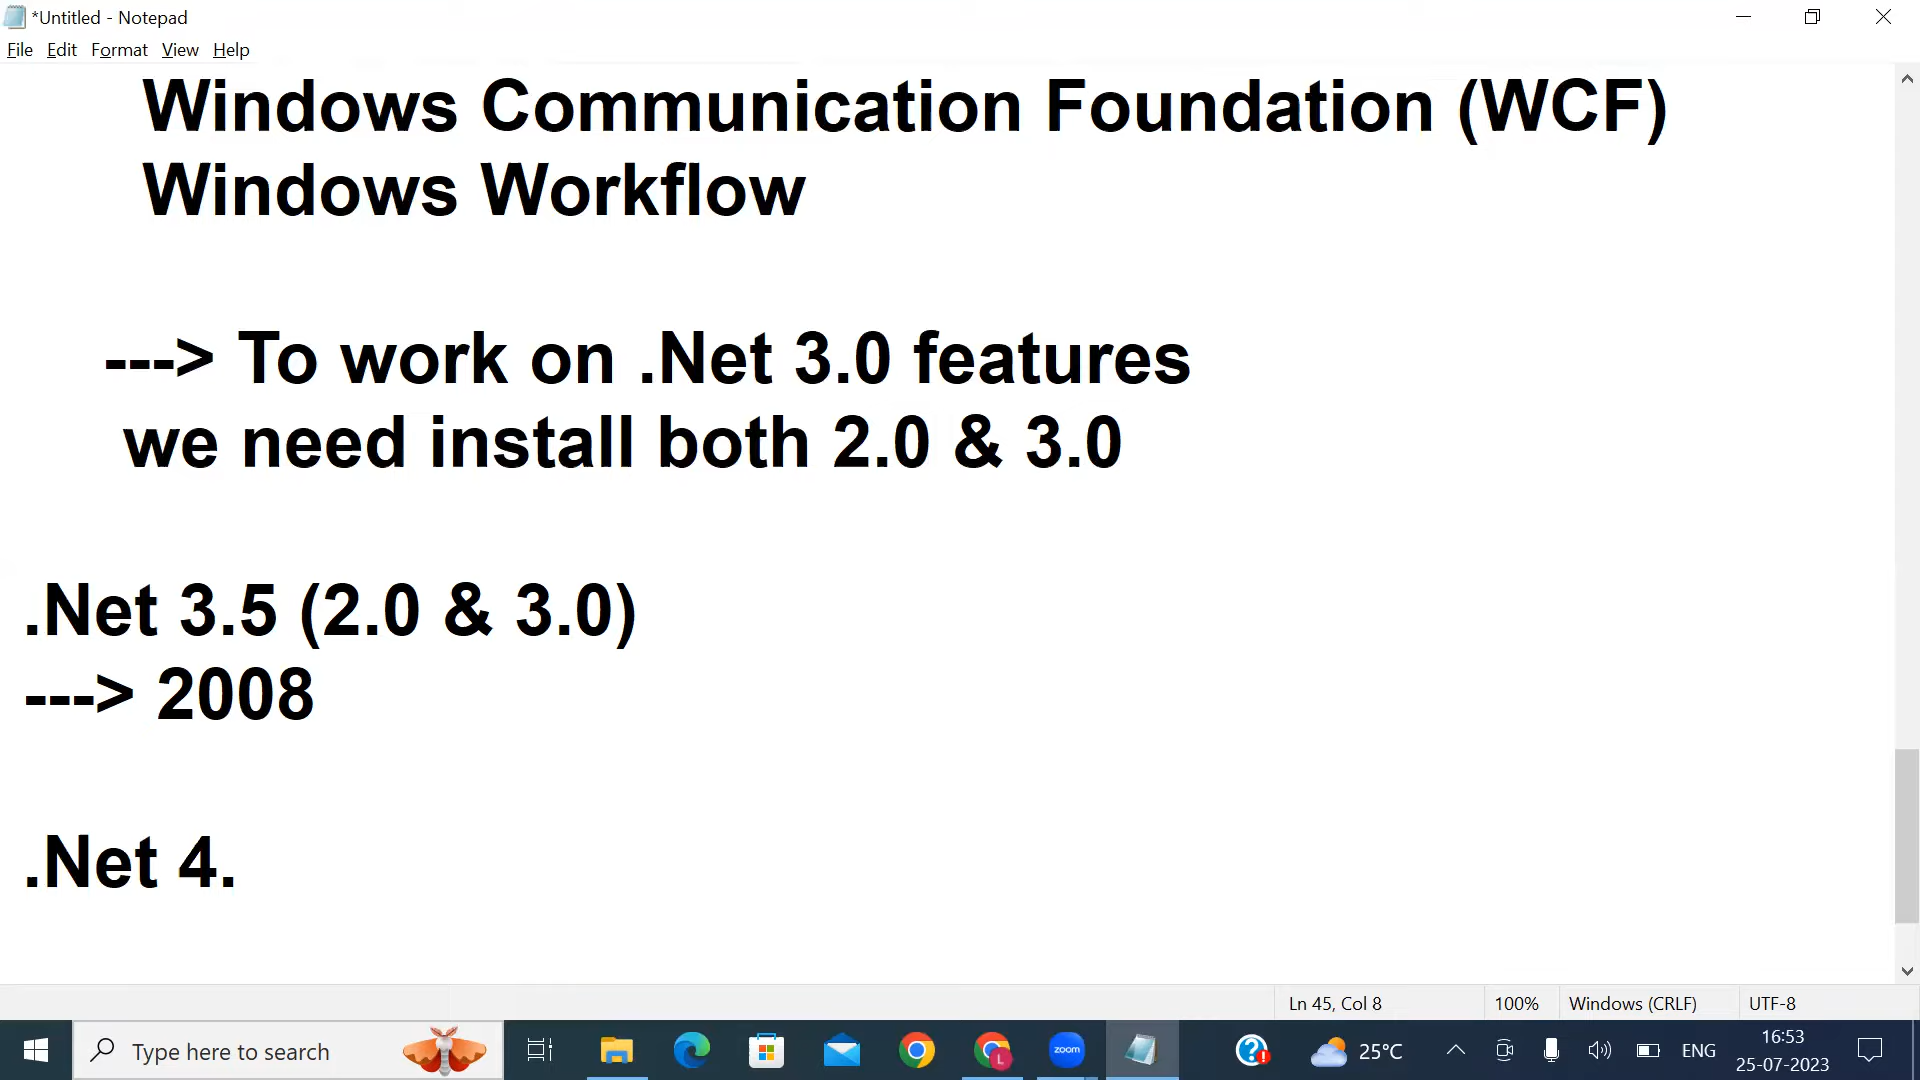 *Untitled - Notepad
File Edit Format View Help
Windows Communication Foundation (WCF)
Windows Workflow
---> To work on .Net 3.0 features
we need install both 2.0 & 3.0
.Net 3.5 (2.0 & 3.0)
---> 2008
.Net 4.
Ln 45, Col 8 100% Windows (CRLF) UTF-8
Type here to search
zoom
L
25°C
ENG
16:53
25-07-2023